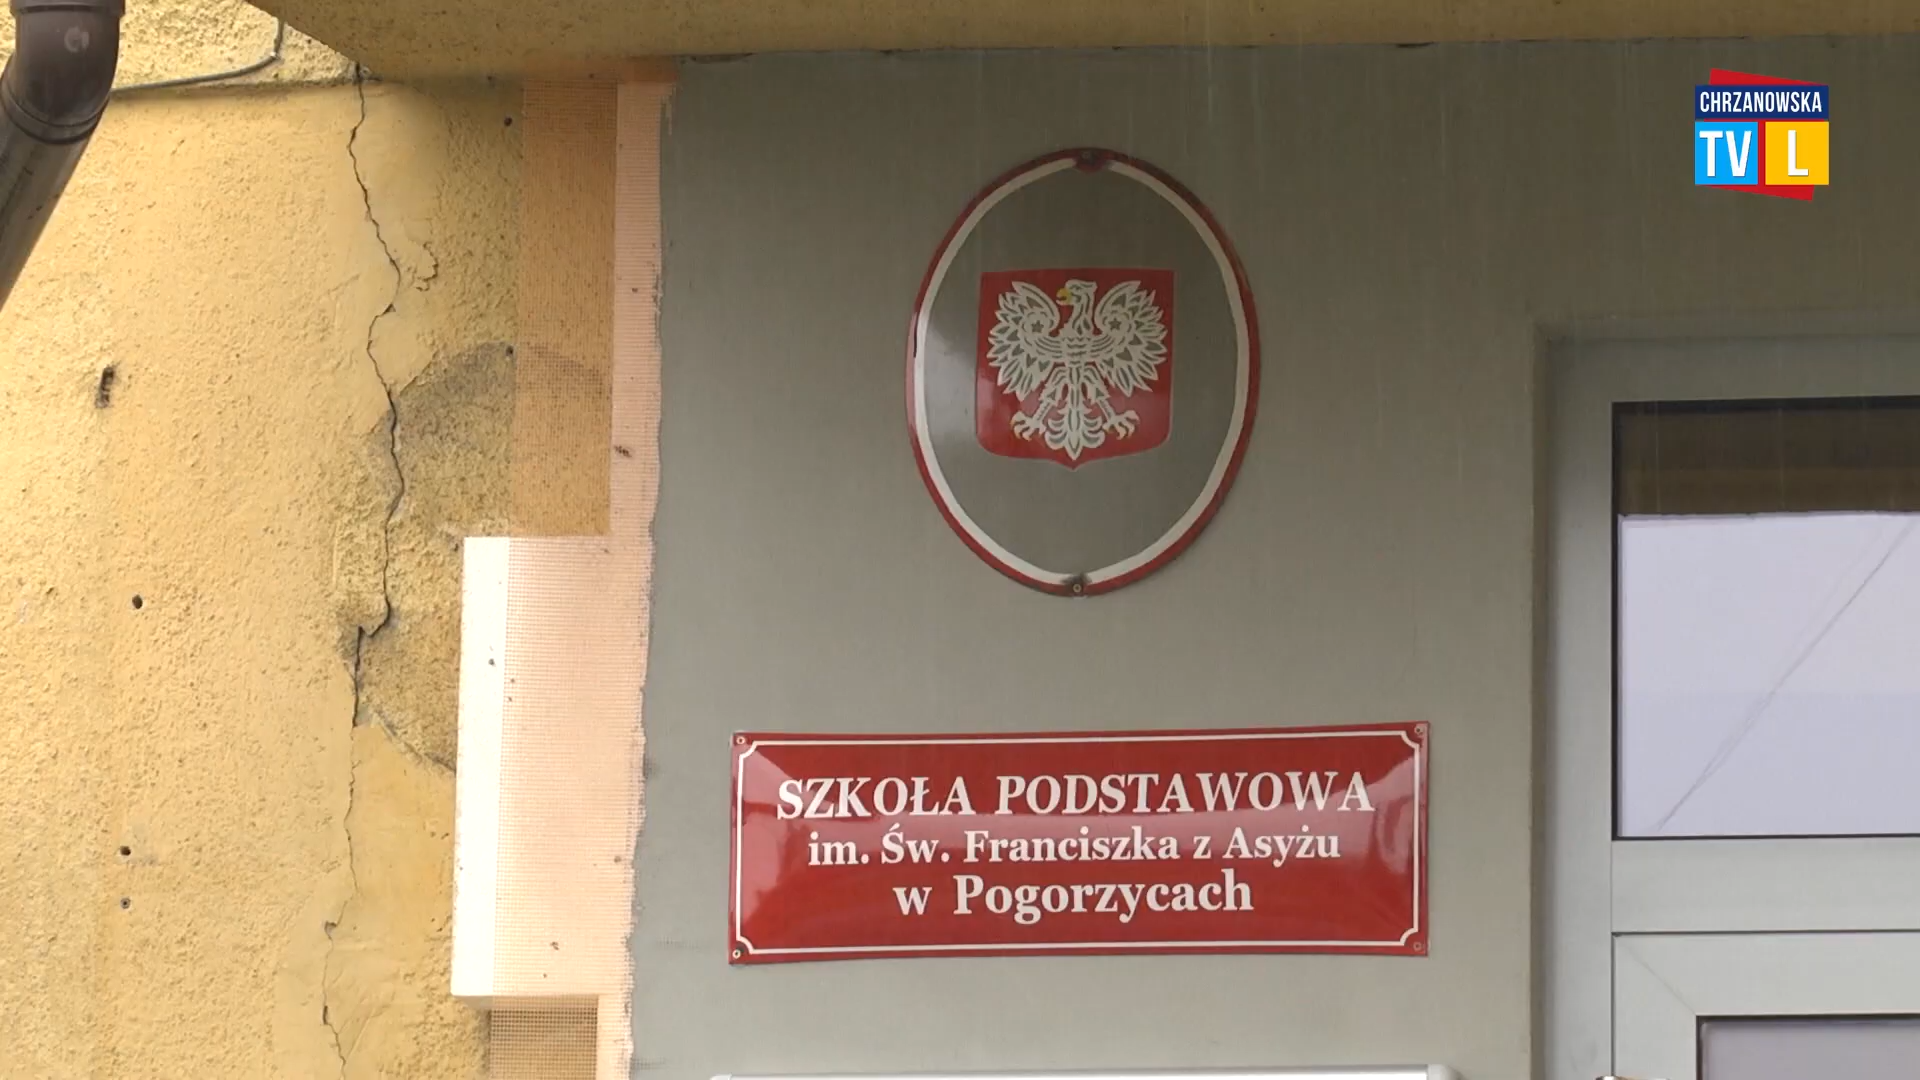 CHRZANOWSKA
TV L
SZKOŁA PODSTAWOWA
im. Św. Franciszka z Asyżu
w Pogorzycach